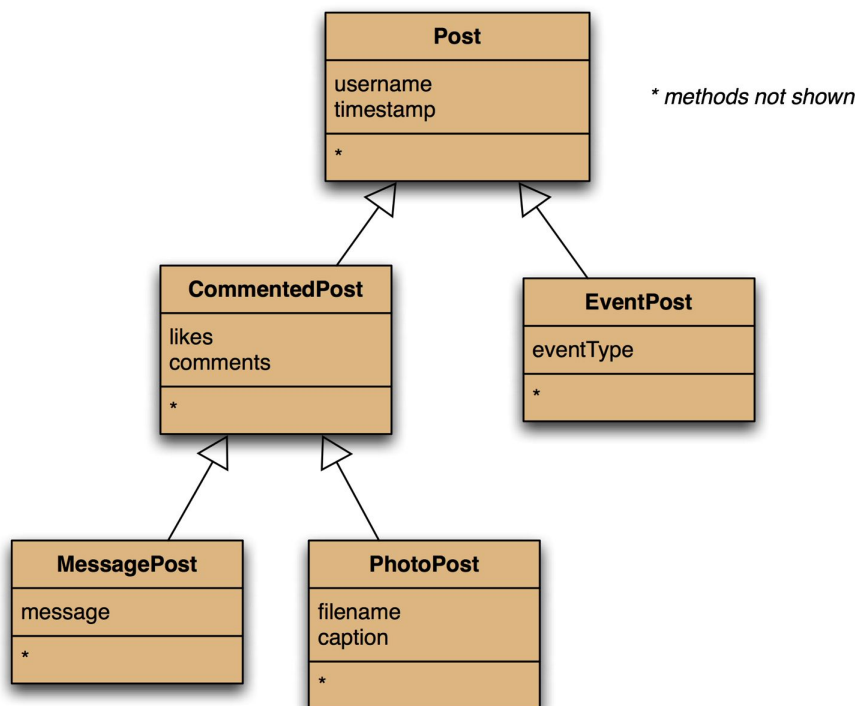 Post
username
timestamp
*
* methods not shown
CommentedPost
likes
comments
*
EventPost
eventType
*
MessagePost
message
*
PhotoPost
filename
caption
*